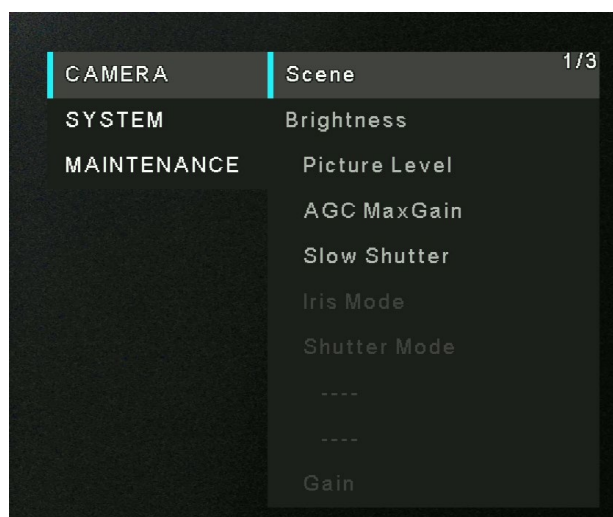 1/3
CAMERA
Scene
SYSTEM
Brightness
MAINTENANCE
Picture Level
AGC MaxGain
Slow Shutter
Iris Mode
Shutter Mode
----
----
Gain